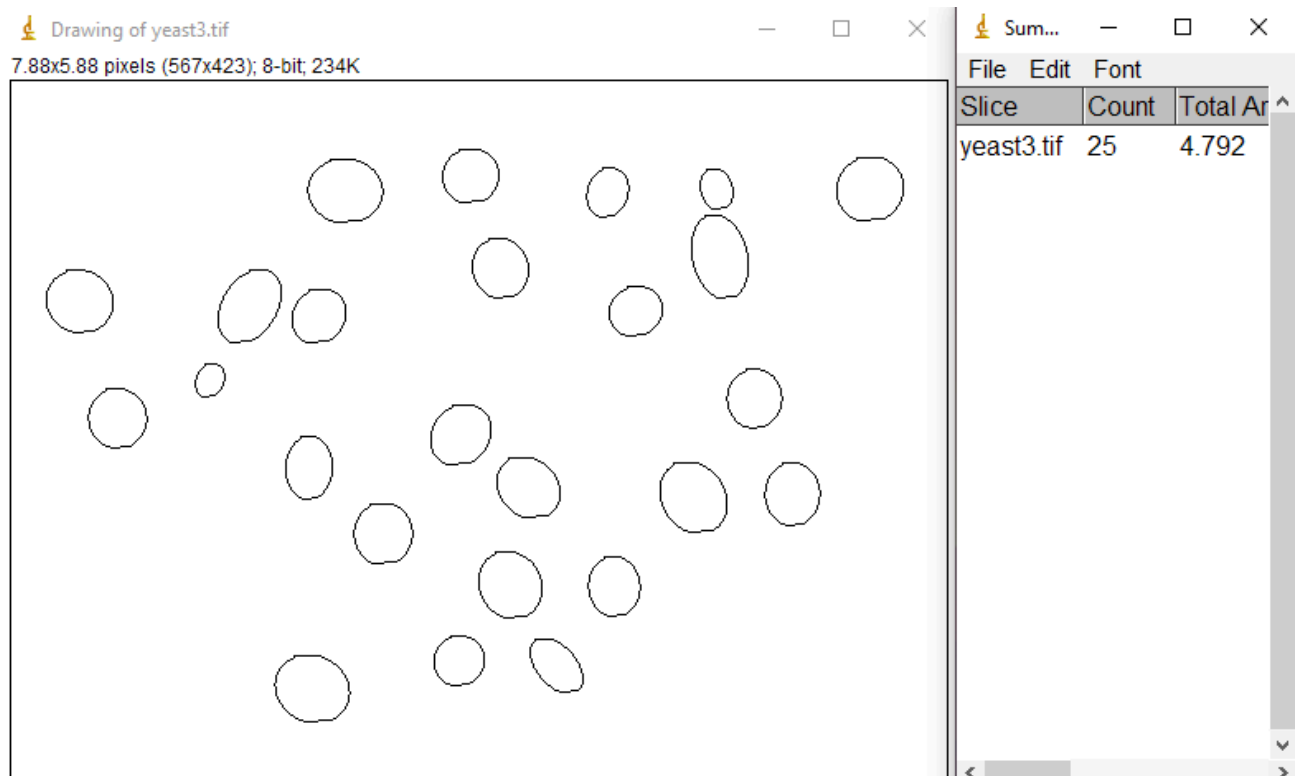 Drawing of yeast3.tif
7.88x5.88 pixels (567x423); 8-bit; 234K
Sum...
File Edit Font
Slice Count Total Ar
yeast3.tif 25 4.792